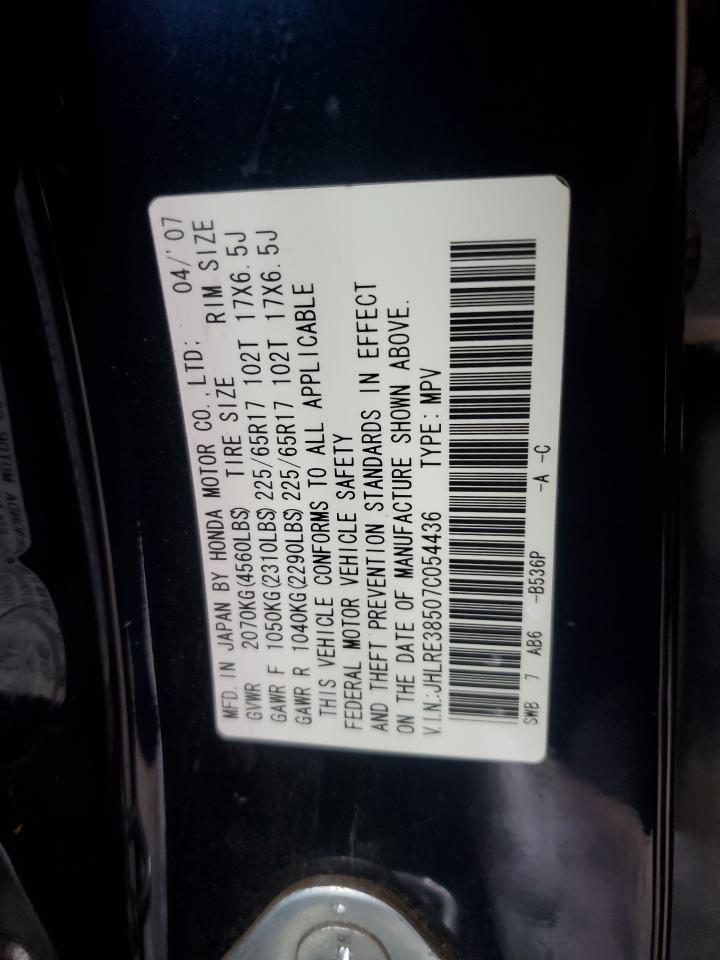 MFD. IN JAPAN BY HONDA MOTOR CO., LTD; 04/'07
GVWR 2070KG(4560LBS) TIRE SIZE RIM SIZE
GAWR F 1050KG(2310LBS) 225/65R17 102T 17X6.5J
GAWR R 1040KG(2290LBS) 225/65R17 102T 17X6.5J
THIS VEHICLE CONFORMS TO ALL APPLICABLE
FEDERAL MOTOR VEHICLE SAFETY
AND THEFT PREVENTION STANDARDS IN EFFECT
ON THE DATE OF MANUFACTURE SHOWN ABOVE.
V.I.N.:JHLRE38507C054436 TYPE: MPV
SWB 7 AB6 -B536P -A -C